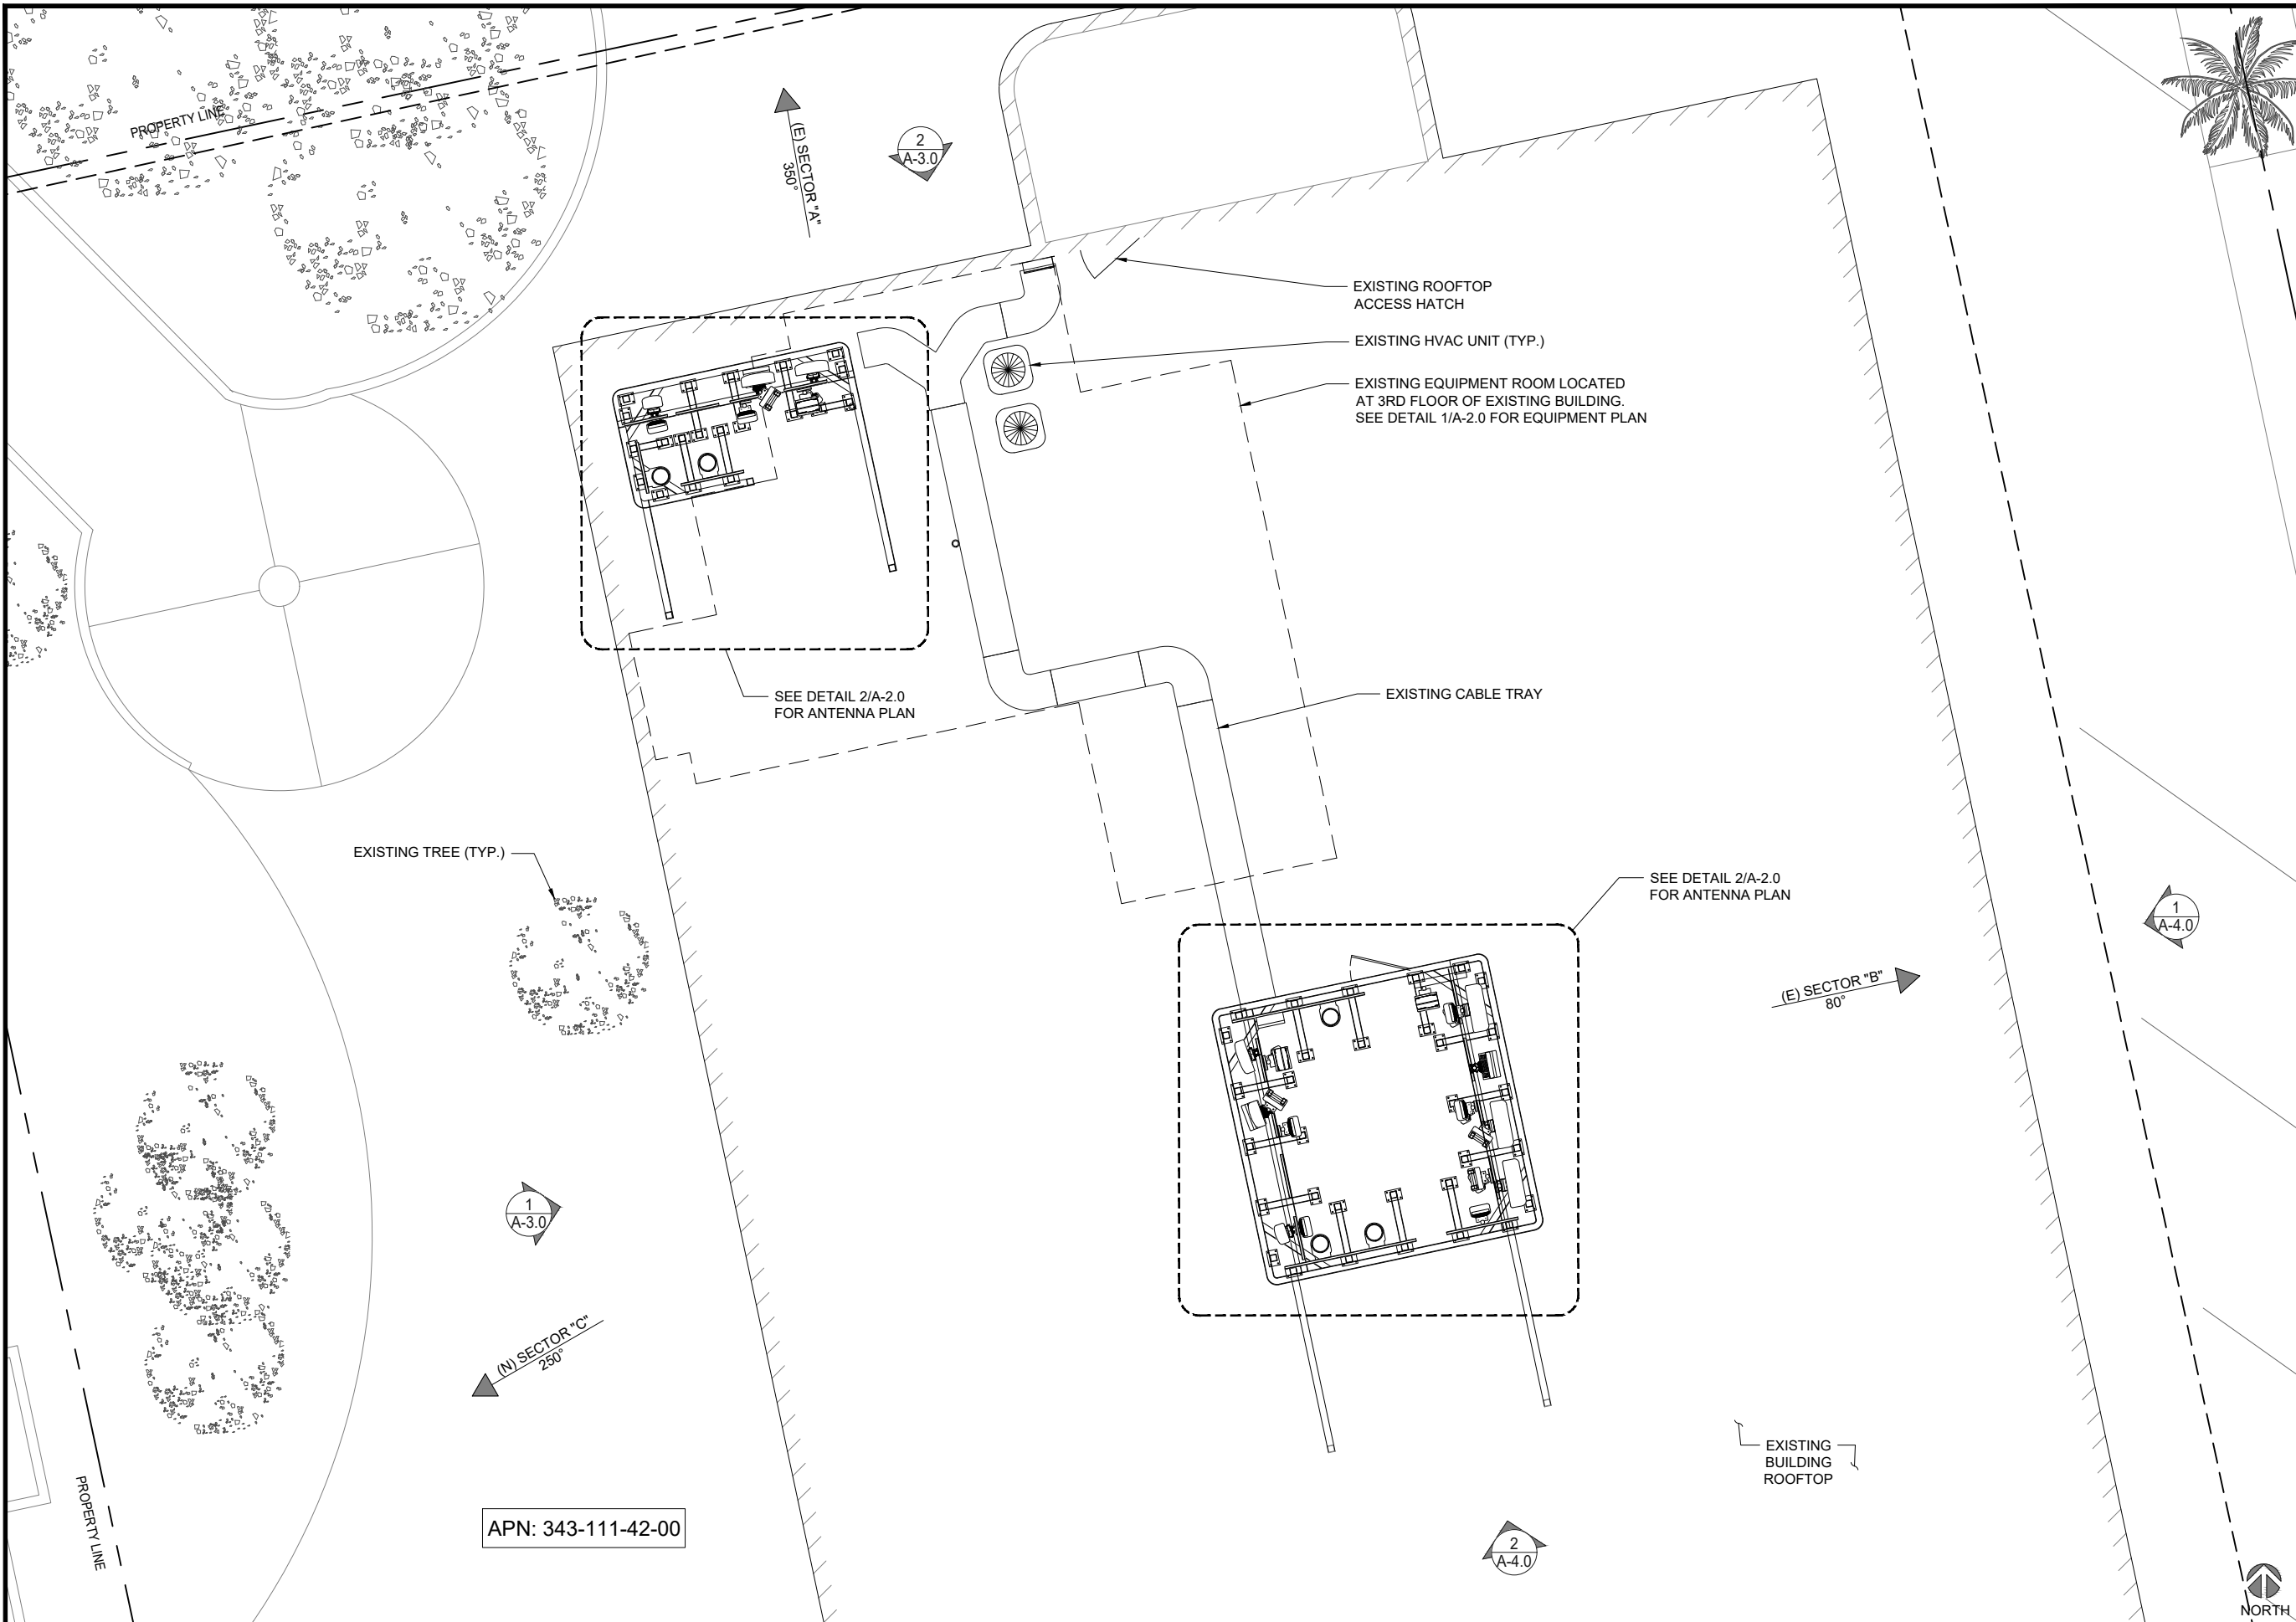 PROPERTY LINE
(E) SECTOR "A"
350°
2
A-3.0
EXISTING ROOFTOP
ACCESS HATCH
EXISTING HVAC UNIT (TYP.)
EXISTING EQUIPMENT ROOM LOCATED
AT 3RD FLOOR OF EXISTING BUILDING.
SEE DETAIL 1/A-2.0 FOR EQUIPMENT PLAN
SEE DETAIL 2/A-2.0
FOR ANTENNA PLAN
EXISTING CABLE TRAY
EXISTING TREE (TYP.)
SEE DETAIL 2/A-2.0
FOR ANTENNA PLAN
1
A-4.0
(E) SECTOR "B"
80°
1
A-3.0
(N) SECTOR "C"
250°
EXISTING
BUILDING
ROOFTOP
PROPERTY LINE
APN: 343-111-42-00
2
A-4.0
NORTH